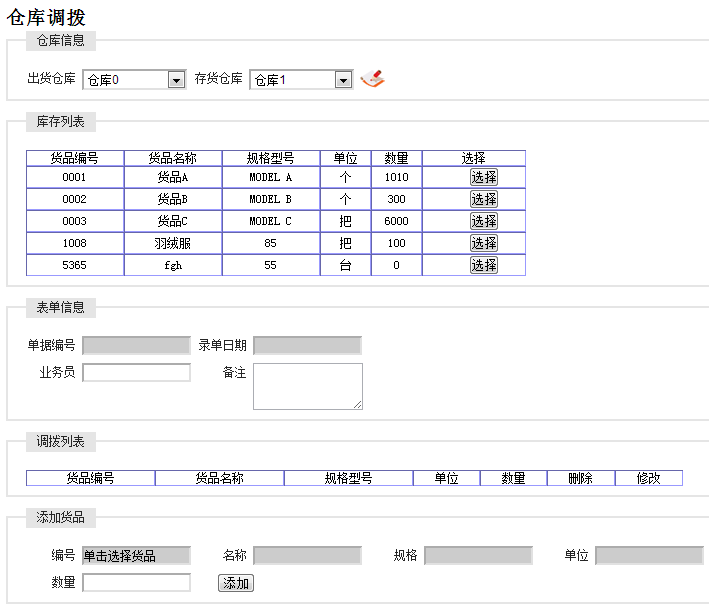 仓库调拨
仓库信息
出货仓库 仓库0 存货仓库 仓库1
库存列表
货品编号 货品名称 规格型号 单位 数量 选择
0001 货品A MODEL A 个 1010 选择
0002 货品B MODEL B 个 300 选择
0003 货品C MODEL C 把 6000 选择
1008 羽绒服 85 把 100 选择
5365 fgh 55 台 0 选择
表单信息
单据编号 录单日期
业务员 备注
调拨列表
货品编号 货品名称 规格型号 单位 数量 删除 修改
添加货品
编号 单击选择货品 名称 规格 单位
数量 添加